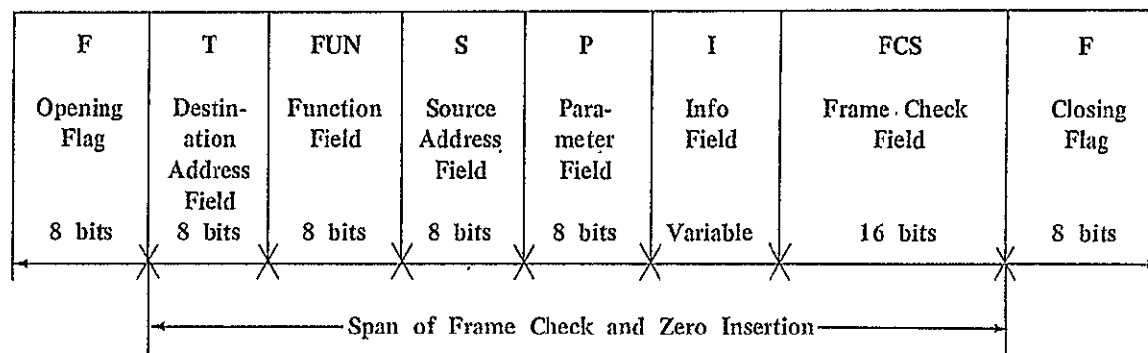 F T FUN S P I FCS F
Opening Flag
Destin-
ation
Address
Field
Function
Field
Source
Address
Field
Para-
meter
Field
Info
Field
Frame Check
Field
Closing
Flag
8 bits 8 bits 8 bits 8 bits 8 bits Variable 16 bits 8 bits
Span of Frame Check and Zero Insertion